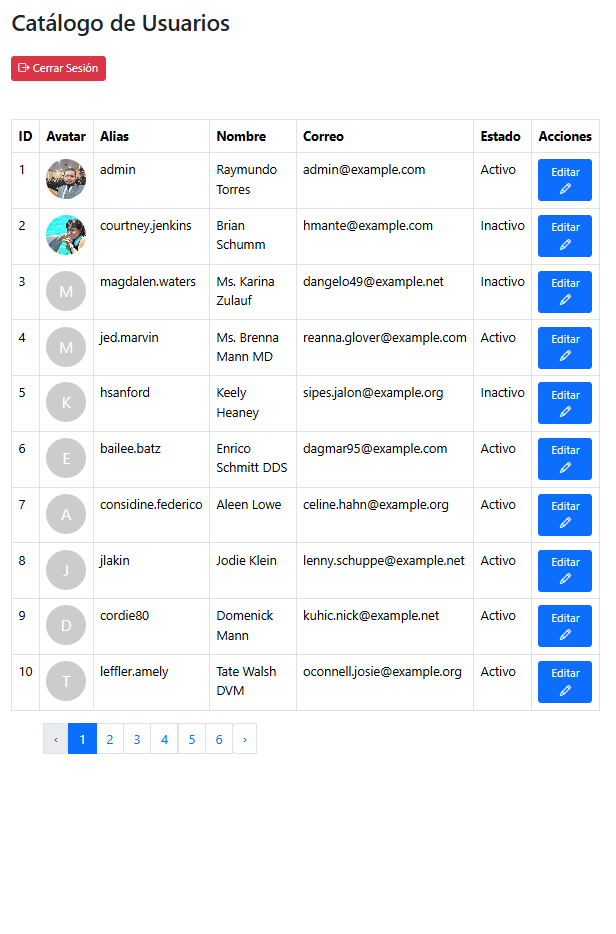 Catálogo de Usuarios
Cerrar Sesión
ID Avatar Alias Nombre Correo Estado Acciones
1 admin Raymundo Torres admin@example.com Activo Editar
2 courtney.jenkins Brian Schumm hmante@example.com Inactivo Editar
3 M magdalen.waters Ms. Karina Zulauf dangelo49@example.net Inactivo Editar
4 M jed.marvin Ms. Brenna Mann MD reanna.glover@example.com Activo Editar
5 K hsanford Keely Heaney sipes.jalon@example.org Inactivo Editar
6 E bailee.batz Enrico Schmitt DDS dagmar95@example.com Activo Editar
7 A considine.federico Aleen Lowe celine.hahn@example.org Activo Editar
8 J jlakin Jodie Klein lenny.schuppe@example.net Activo Editar
9 D cordie80 Domenick Mann kuhic.nick@example.net Activo Editar
10 T leffler.amely Tate Walsh DVM oconnell.josie@example.org Activo Editar
‹ 1 2 3 4 5 6 ›